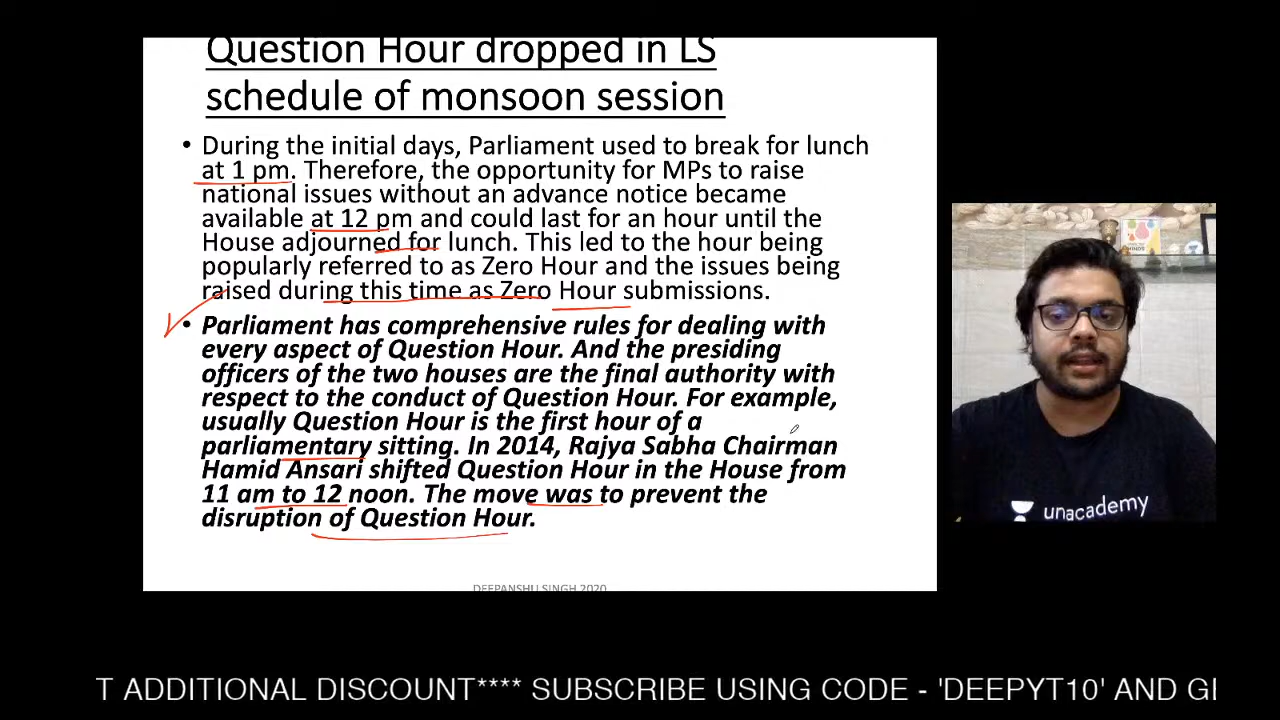 Question Hour dropped in LS
schedule of monsoon session
• During the initial days, Parliament used to break for lunch
at 1 pm. Therefore, the opportunity for MPs to raise
national issues without an advance notice became
available at 12 pm and could last for an hour until the
House adjourned for lunch. This led to the hour being
popularly referred to as Zero Hour and the issues being
raised during this time as Zero Hour submissions.
• Parliament has comprehensive rules for dealing with
every aspect of Question Hour. And the presiding
officers of the two houses are the final authority with
respect to the conduct of Question Hour. For example,
usually Question Hour is the first hour of a
parliamentary sitting. In 2014, Rajya Sabha Chairman
Hamid Ansari shifted Question Hour in the House from
11 am to 12 noon. The move was to prevent the
disruption of Question Hour.
DEEPANSHU SINGH 2020
unacademy
T ADDITIONAL DISCOUNT**** SUBSCRIBE USING CODE - 'DEEPYT10' AND